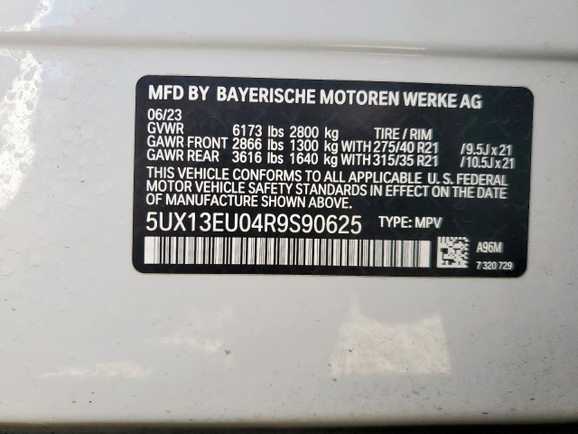 MFD BY BAYERISCHE MOTOREN WERKE AG
06/23
GVWR 6173 lbs 2800 kg TIRE / RIM
GAWR FRONT 2866 lbs 1300 kg WITH 275/40 R21 /9.5J x 21
GAWR REAR 3616 lbs 1640 kg WITH 315/35 R21 /10.5J x 21
THIS VEHICLE CONFORMS TO ALL APPLICABLE U. S. FEDERAL
MOTOR VEHICLE SAFETY STANDARDS IN EFFECT ON THE DATE OF
MANUFACTURE SHOWN ABOVE.
5UX13EU04R9S90625 TYPE: MPV
A96M
7 320 729